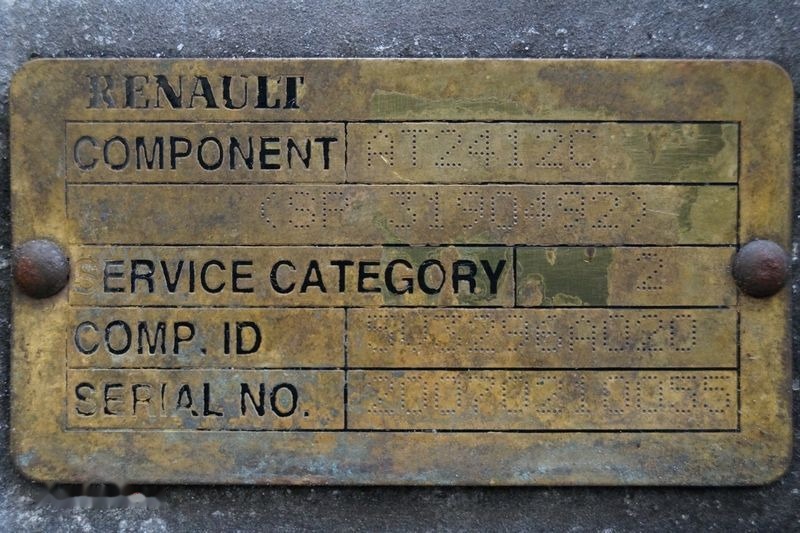 RENAULT
COMPONENT AT2412C
(SP 3190492)
SERVICE CATEGORY 2
COMP. ID
SERIAL NO.